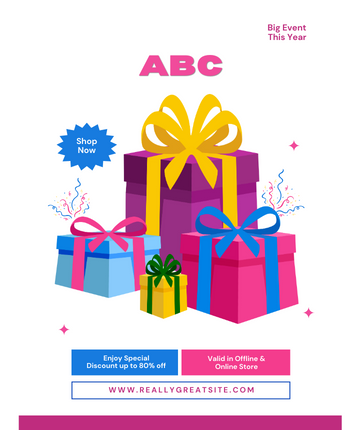 Big Event
This Year
ABC
Shop
Now
Enjoy Special
Discount up to 80% off
Valid in Offline &
Online Store
WWW.REALLYGREATSITE.COM